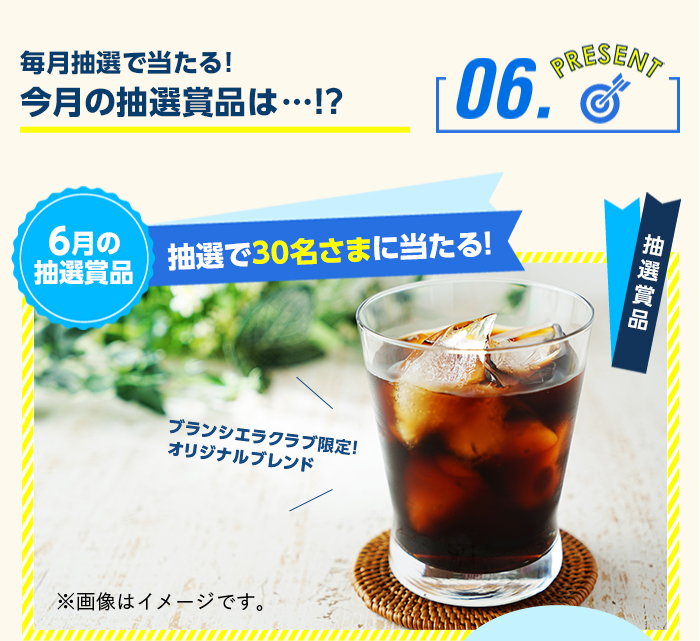 毎月抽選で当たる!
今月の抽選賞品は…!?
06.
PRESENT
6月の
抽選賞品
抽選で30名さまに当たる!
抽選賞品
ブランシエラクラブ限定!
オリジナルブレンド
※画像はイメージです。